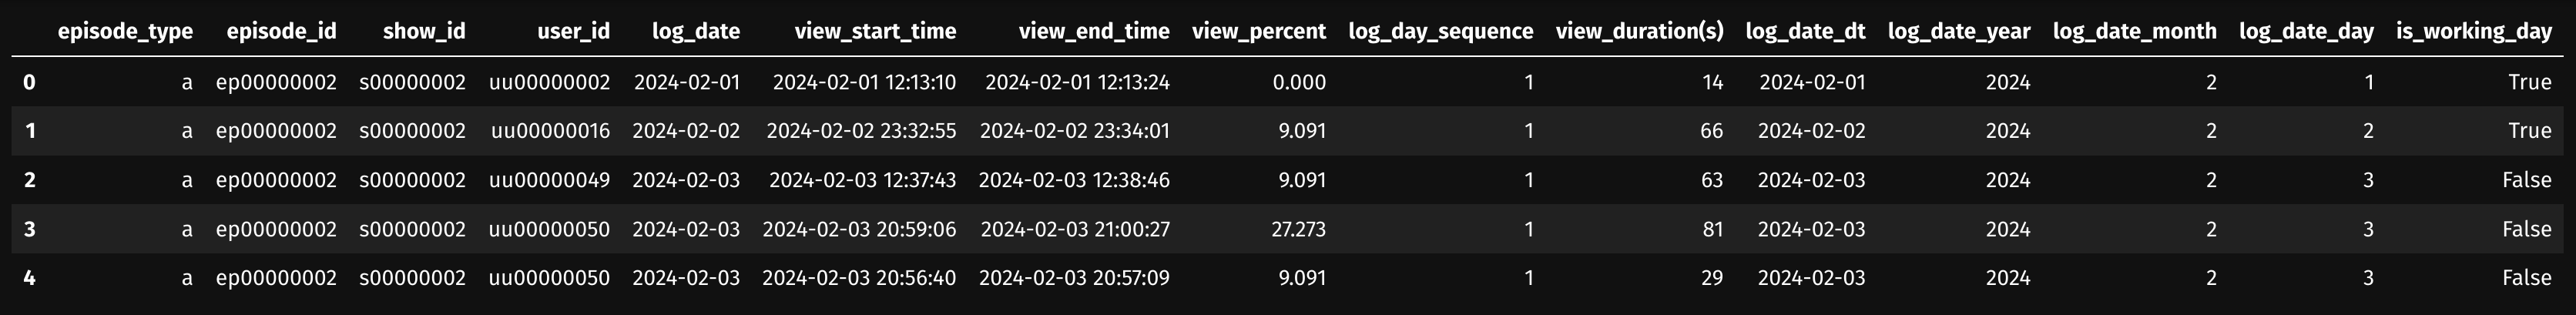 episode_type episode_id show_id user_id log_date view_start_time view_end_time view_percent log_day_sequence view_duration(s) log_date_dt log_date_year log_date_month log_date_day is_working_day
0 a ep00000002 s00000002 uu00000002 2024-02-01 2024-02-01 12:13:10 2024-02-01 12:13:24 0.000 1 14 2024-02-01 2024 2 1 True
1 a ep00000002 s00000002 uu00000016 2024-02-02 2024-02-02 23:32:55 2024-02-02 23:34:01 9.091 1 66 2024-02-02 2024 2 2 True
2 a ep00000002 s00000002 uu00000049 2024-02-03 2024-02-03 12:37:43 2024-02-03 12:38:46 9.091 1 63 2024-02-03 2024 2 3 False
3 a ep00000002 s00000002 uu00000050 2024-02-03 2024-02-03 20:59:06 2024-02-03 21:00:27 27.273 1 81 2024-02-03 2024 2 3 False
4 a ep00000002 s00000002 uu00000050 2024-02-03 2024-02-03 20:56:40 2024-02-03 20:57:09 9.091 1 29 2024-02-03 2024 2 3 False